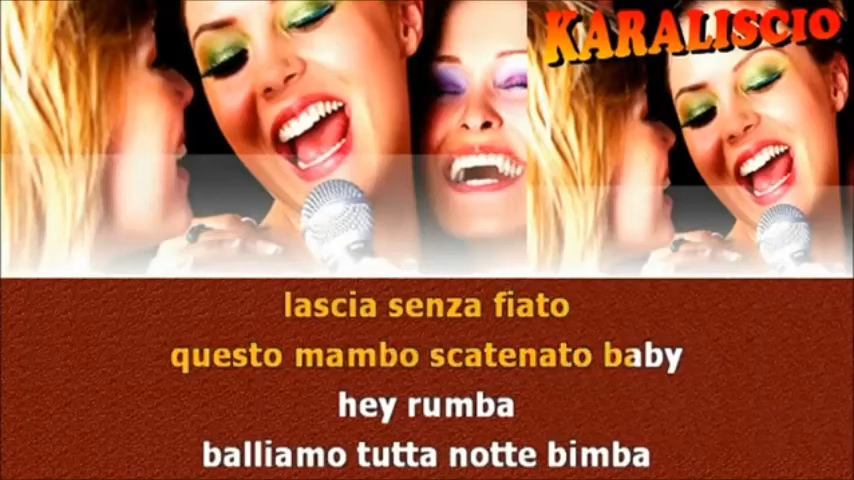 KARALISCIO
lascia senza fiato
questo mambo scatenato baby
hey rumba
balliamo tutta notte bimba